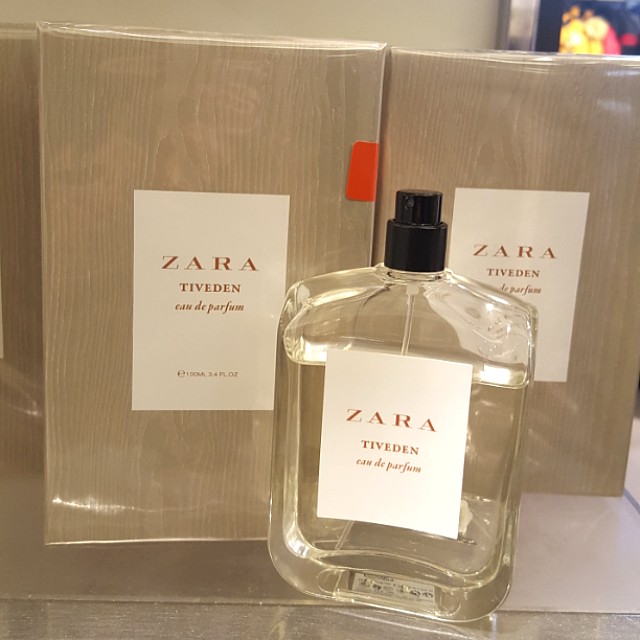 ZARA
TIVEDEN
eau de parfum
℮100ML 3.4 FL.OZ
ZARA
TIVEDEN
eau de parfum
ZARA
TIVEDEN
de parfum